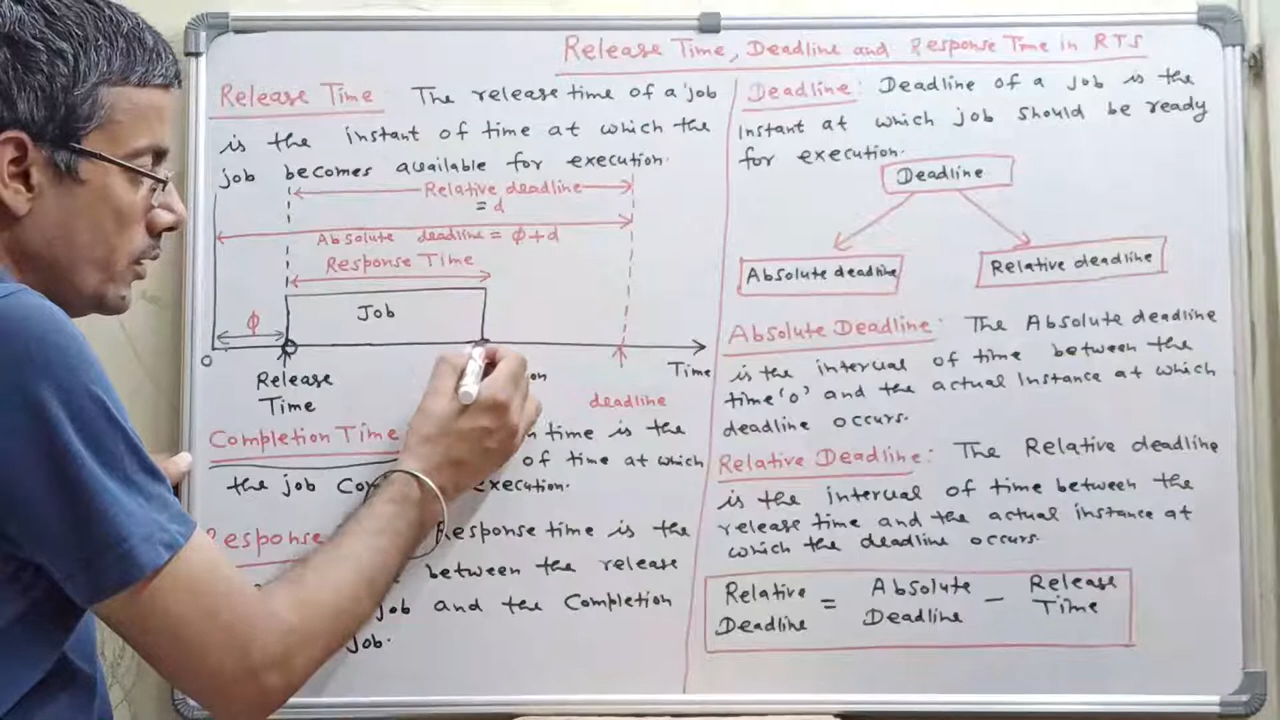 Release Time, Deadline and Response Time in RTS
Release Time The release time of a job
is the instant of time at which the
job becomes available for execution.
Relative deadline
= d
Absolute deadline = φ+d
Response Time
Job
φ
0
Time
Release
Time
on
deadline
Completion Time
n time is the
of time at which
the job Com execution.
Response Response time is the
between the release
job and the Completion
job.
Deadline: Deadline of a job is the
instant at which job should be ready
for execution.
Deadline
Absolute deadline
Relative deadline
Absolute Deadline: The Absolute deadline
is the interval of time between the
time 'o' and the actual instance at which
deadline occurs.
Relative Deadline: The Relative deadline
is the interval of time between the
release time and the actual instance at
which the deadline occurs.
Relative Deadline = Absolute Deadline - Release Time